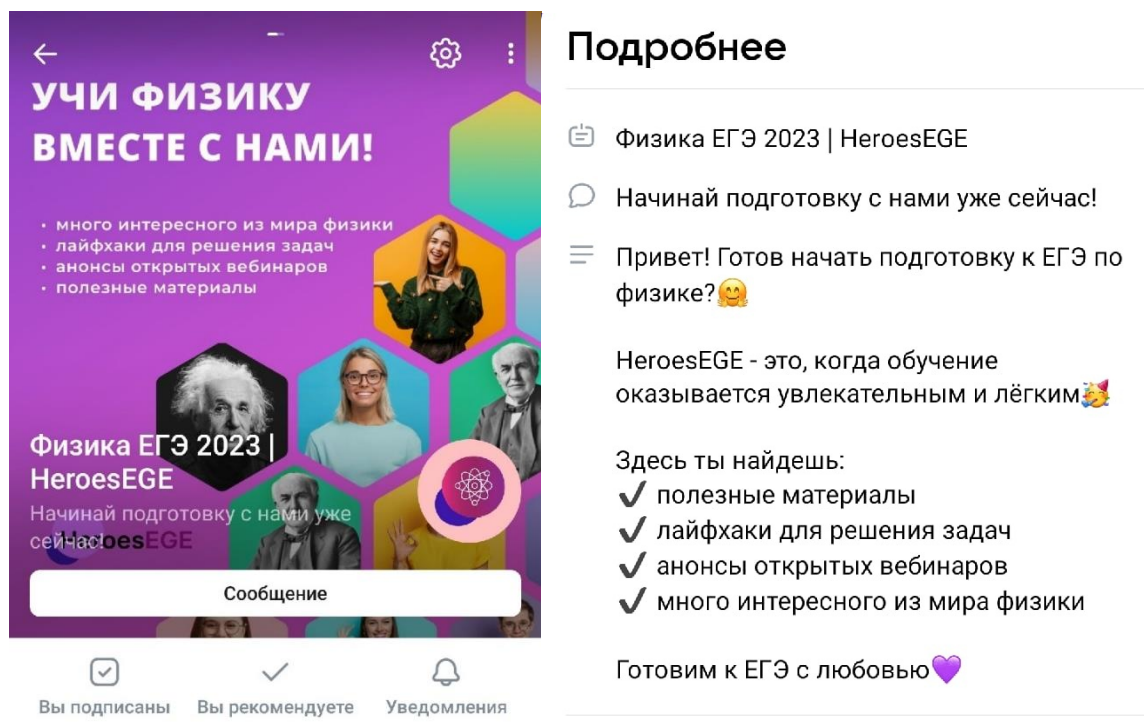 УЧИ ФИЗИКУ
ВМЕСТЕ С НАМИ!
• много интересного из мира физики
• лайфхаки для решения задач
• анонсы открытых вебинаров
• полезные материалы
Физика ЕГЭ 2023 |
HeroesEGE
Начинай подготовку с нами уже
сейчас!
HeroesEGE
Сообщение
Вы подписаны
Вы рекомендуете
Уведомления
Подробнее
Физика ЕГЭ 2023 | HeroesEGE
Начинай подготовку с нами уже сейчас!
Привет! Готов начать подготовку к ЕГЭ по
физике?🤗
HeroesEGE - это, когда обучение
оказывается увлекательным и лёгким🥳
Здесь ты найдешь:
✔ полезные материалы
✔ лайфхаки для решения задач
✔ анонсы открытых вебинаров
✔ много интересного из мира физики
Готовим к ЕГЭ с любовью💜